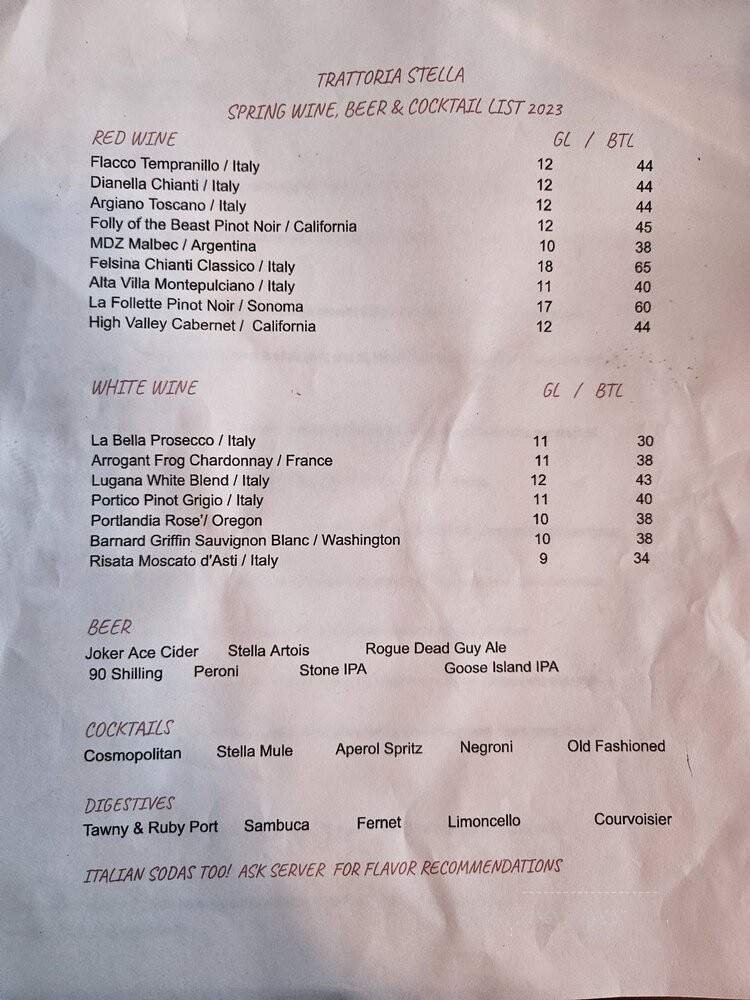 TRATTORIA STELLA
SPRING WINE, BEER & COCKTAIL LIST 2023
RED WINE GL / BTL
Flacco Tempranillo / Italy 12 44
Dianella Chianti / Italy 12 44
Argiano Toscano / Italy 12 44
Folly of the Beast Pinot Noir / California 12 45
MDZ Malbec / Argentina 10 38
Felsina Chianti Classico / Italy 18 65
Alta Villa Montepulciano / Italy 11 40
La Follette Pinot Noir / Sonoma 17 60
High Valley Cabernet / California 12 44
WHITE WINE GL / BTL
La Bella Prosecco / Italy 11 30
Arrogant Frog Chardonnay / France 11 38
Lugana White Blend / Italy 12 43
Portico Pinot Grigio / Italy 11 40
Portlandia Rose'/ Oregon 10 38
Barnard Griffin Sauvignon Blanc / Washington 10 38
Risata Moscato d'Asti / Italy 9 34
BEER
Joker Ace Cider Stella Artois Rogue Dead Guy Ale
90 Shilling Peroni Stone IPA Goose Island IPA
COCKTAILS
Cosmopolitan Stella Mule Aperol Spritz Negroni Old Fashioned
DIGESTIVES
Tawny & Ruby Port Sambuca Fernet Limoncello Courvoisier
ITALIAN SODAS TOO! ASK SERVER FOR FLAVOR RECOMMENDATIONS